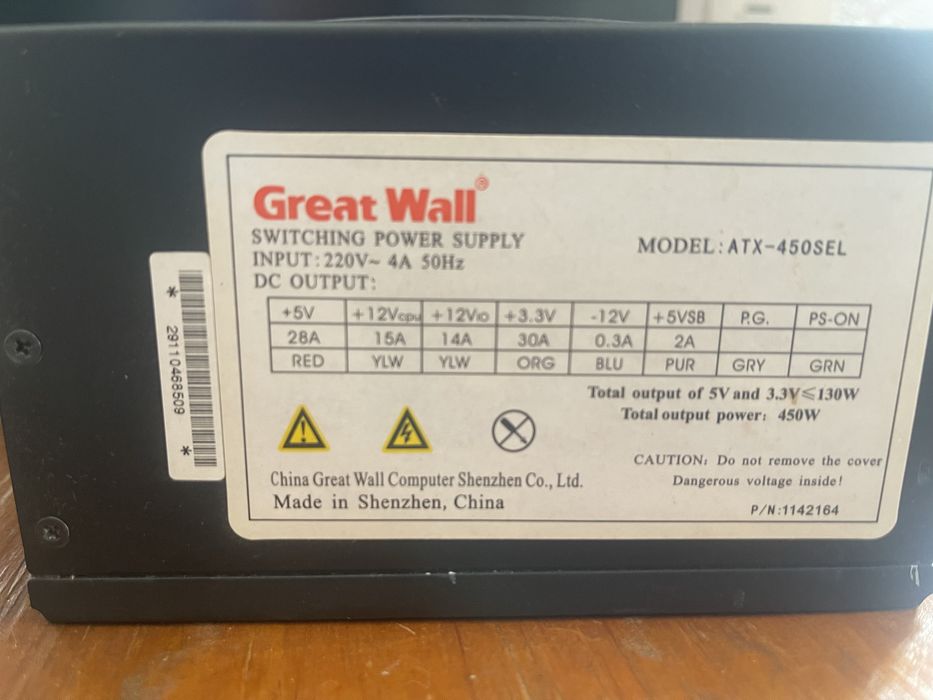 Great Wall®
SWITCHING POWER SUPPLY
MODEL:ATX-450SEL
INPUT:220V~ 4A 50Hz
DC OUTPUT:
+5V +12Vcpu +12VIO +3.3V -12V +5VSB P.G. PS-ON
28A 15A 14A 30A 0.3A 2A
RED YLW YLW ORG BLU PUR GRY GRN
Total output of 5V and 3.3V≤130W
Total output power: 450W
CAUTION: Do not remove the cover
Dangerous voltage inside!
China Great Wall Computer Shenzhen Co., Ltd.
Made in Shenzhen, China
P/N:1142164
* 29110468509 *